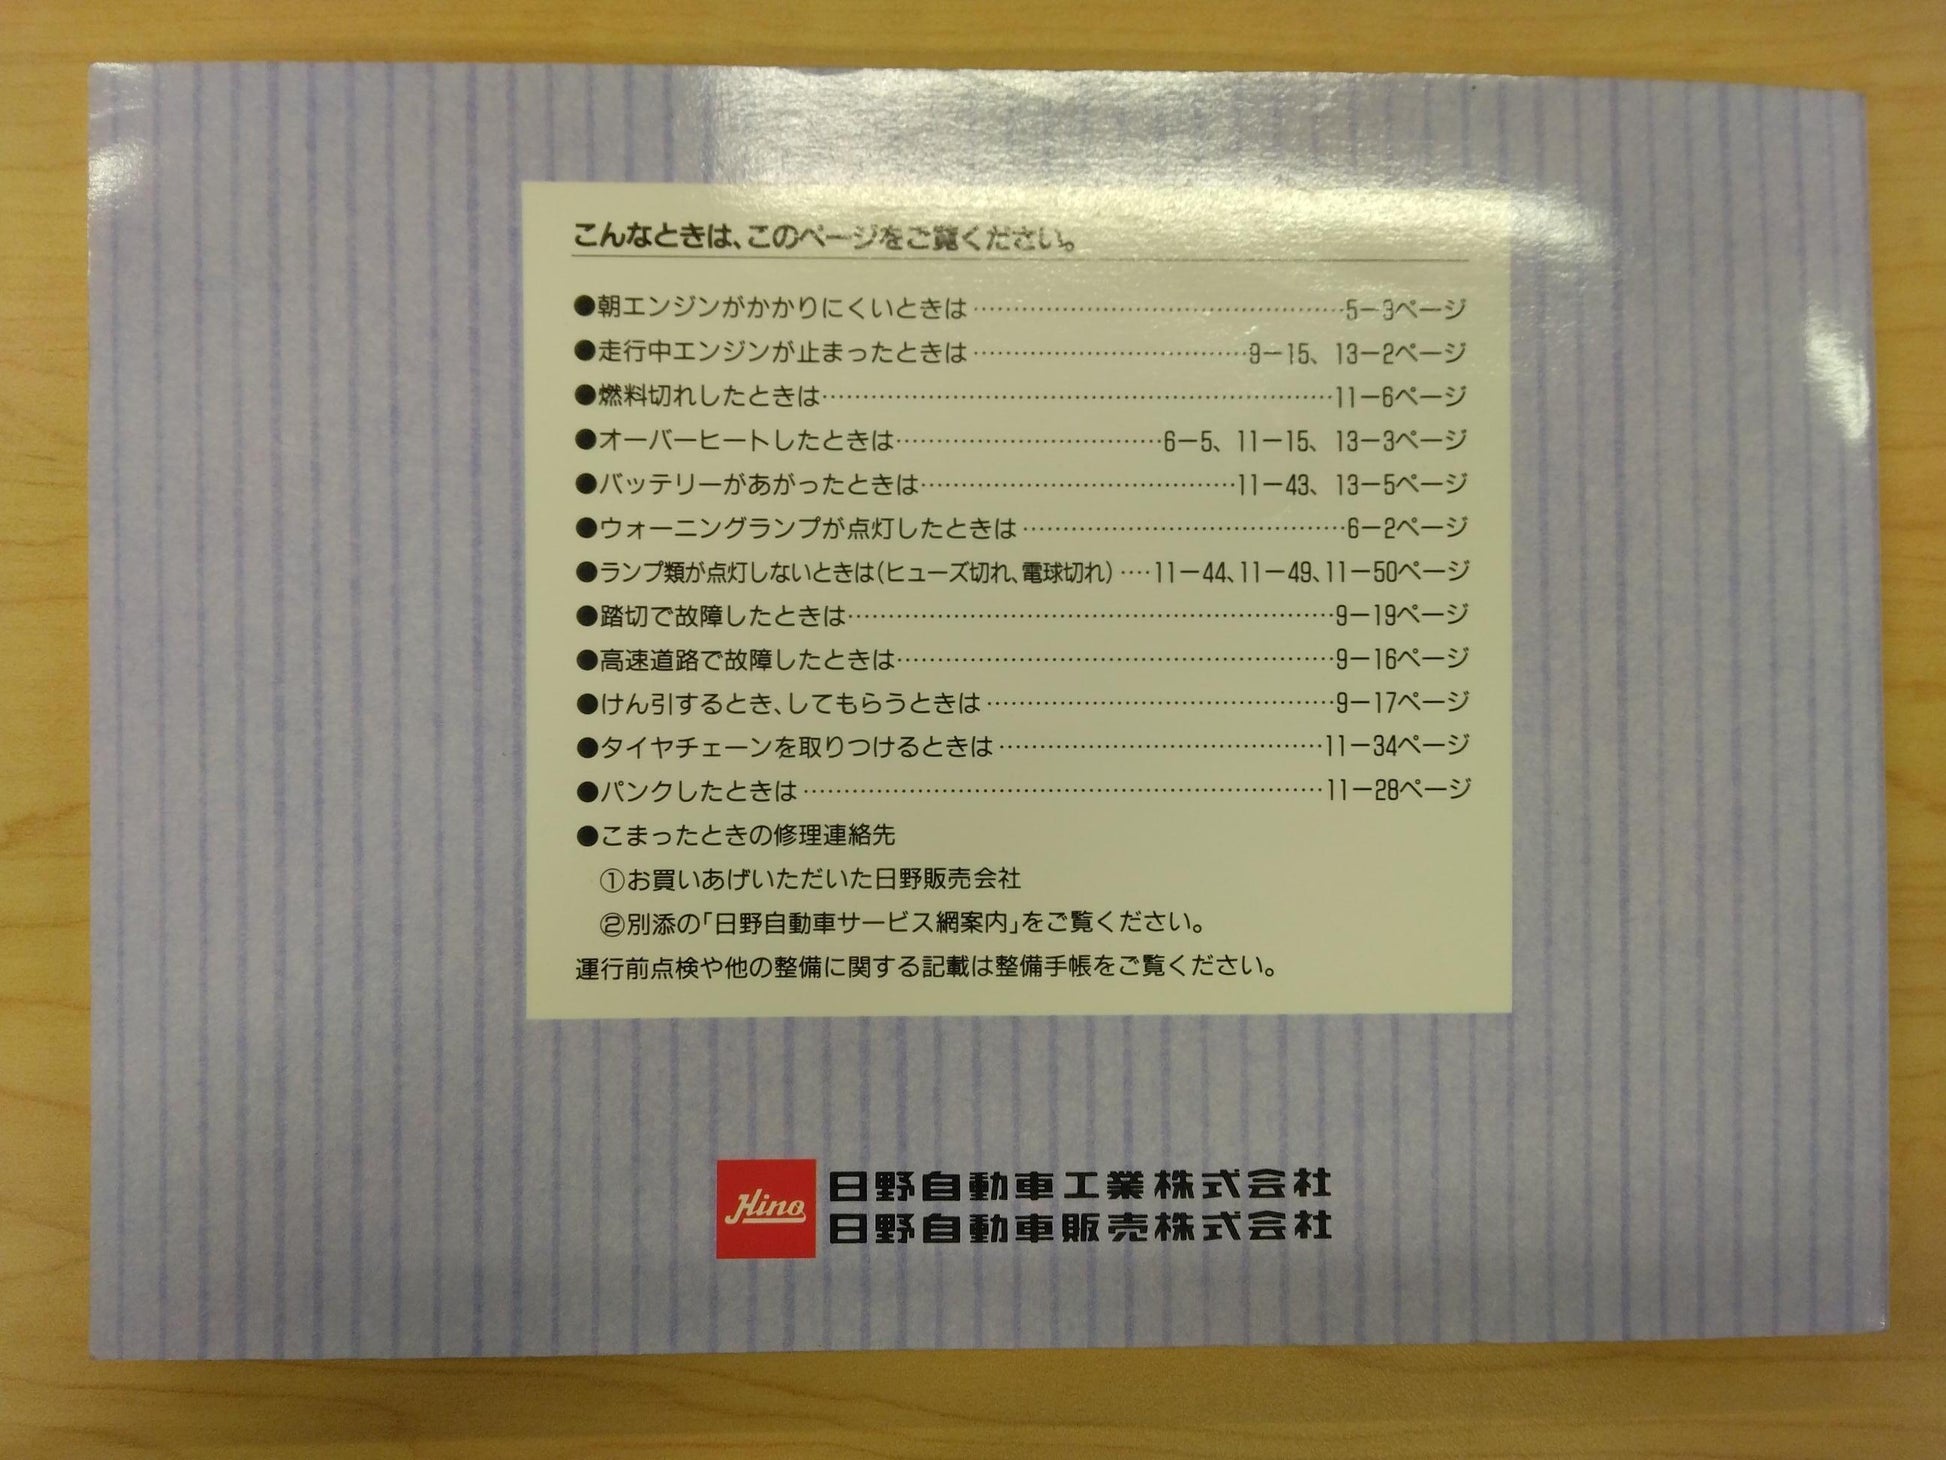 こんなときは、このページをご覧ください。
●朝エンジンがかかりにくいときは……………………………………5－3ページ
●走行中エンジンが止まったときは…………………………9－15、13－2ページ
●燃料切れしたときは…………………………………………………11－6ページ
●オーバーヒートしたときは…………………………6－5、11－15、13－3ページ
●バッテリーがあがったときは………………………………11－43、13－5ページ
●ウォーニングランプが点灯したときは………………………………6－2ページ
●ランプ類が点灯しないときは(ヒューズ切れ、電球切れ)‥‥11－44、11－49、11－50ページ
●踏切で故障したときは………………………………………………9－19ページ
●高速道路で故障したときは…………………………………………9－16ページ
●けん引するとき、してもらうときは…………………………………9－17ページ
●タイヤチェーンを取りつけるときは………………………………11－34ページ
●パンクしたときは…………………………………………………11－28ページ
●こまったときの修理連絡先
①お買いあげいただいた日野販売会社
②別添の「日野自動車サービス網案内」をご覧ください。
運行前点検や他の整備に関する記載は整備手帳をご覧ください。
Hino 日野自動車工業株式会社
日野自動車販売株式会社